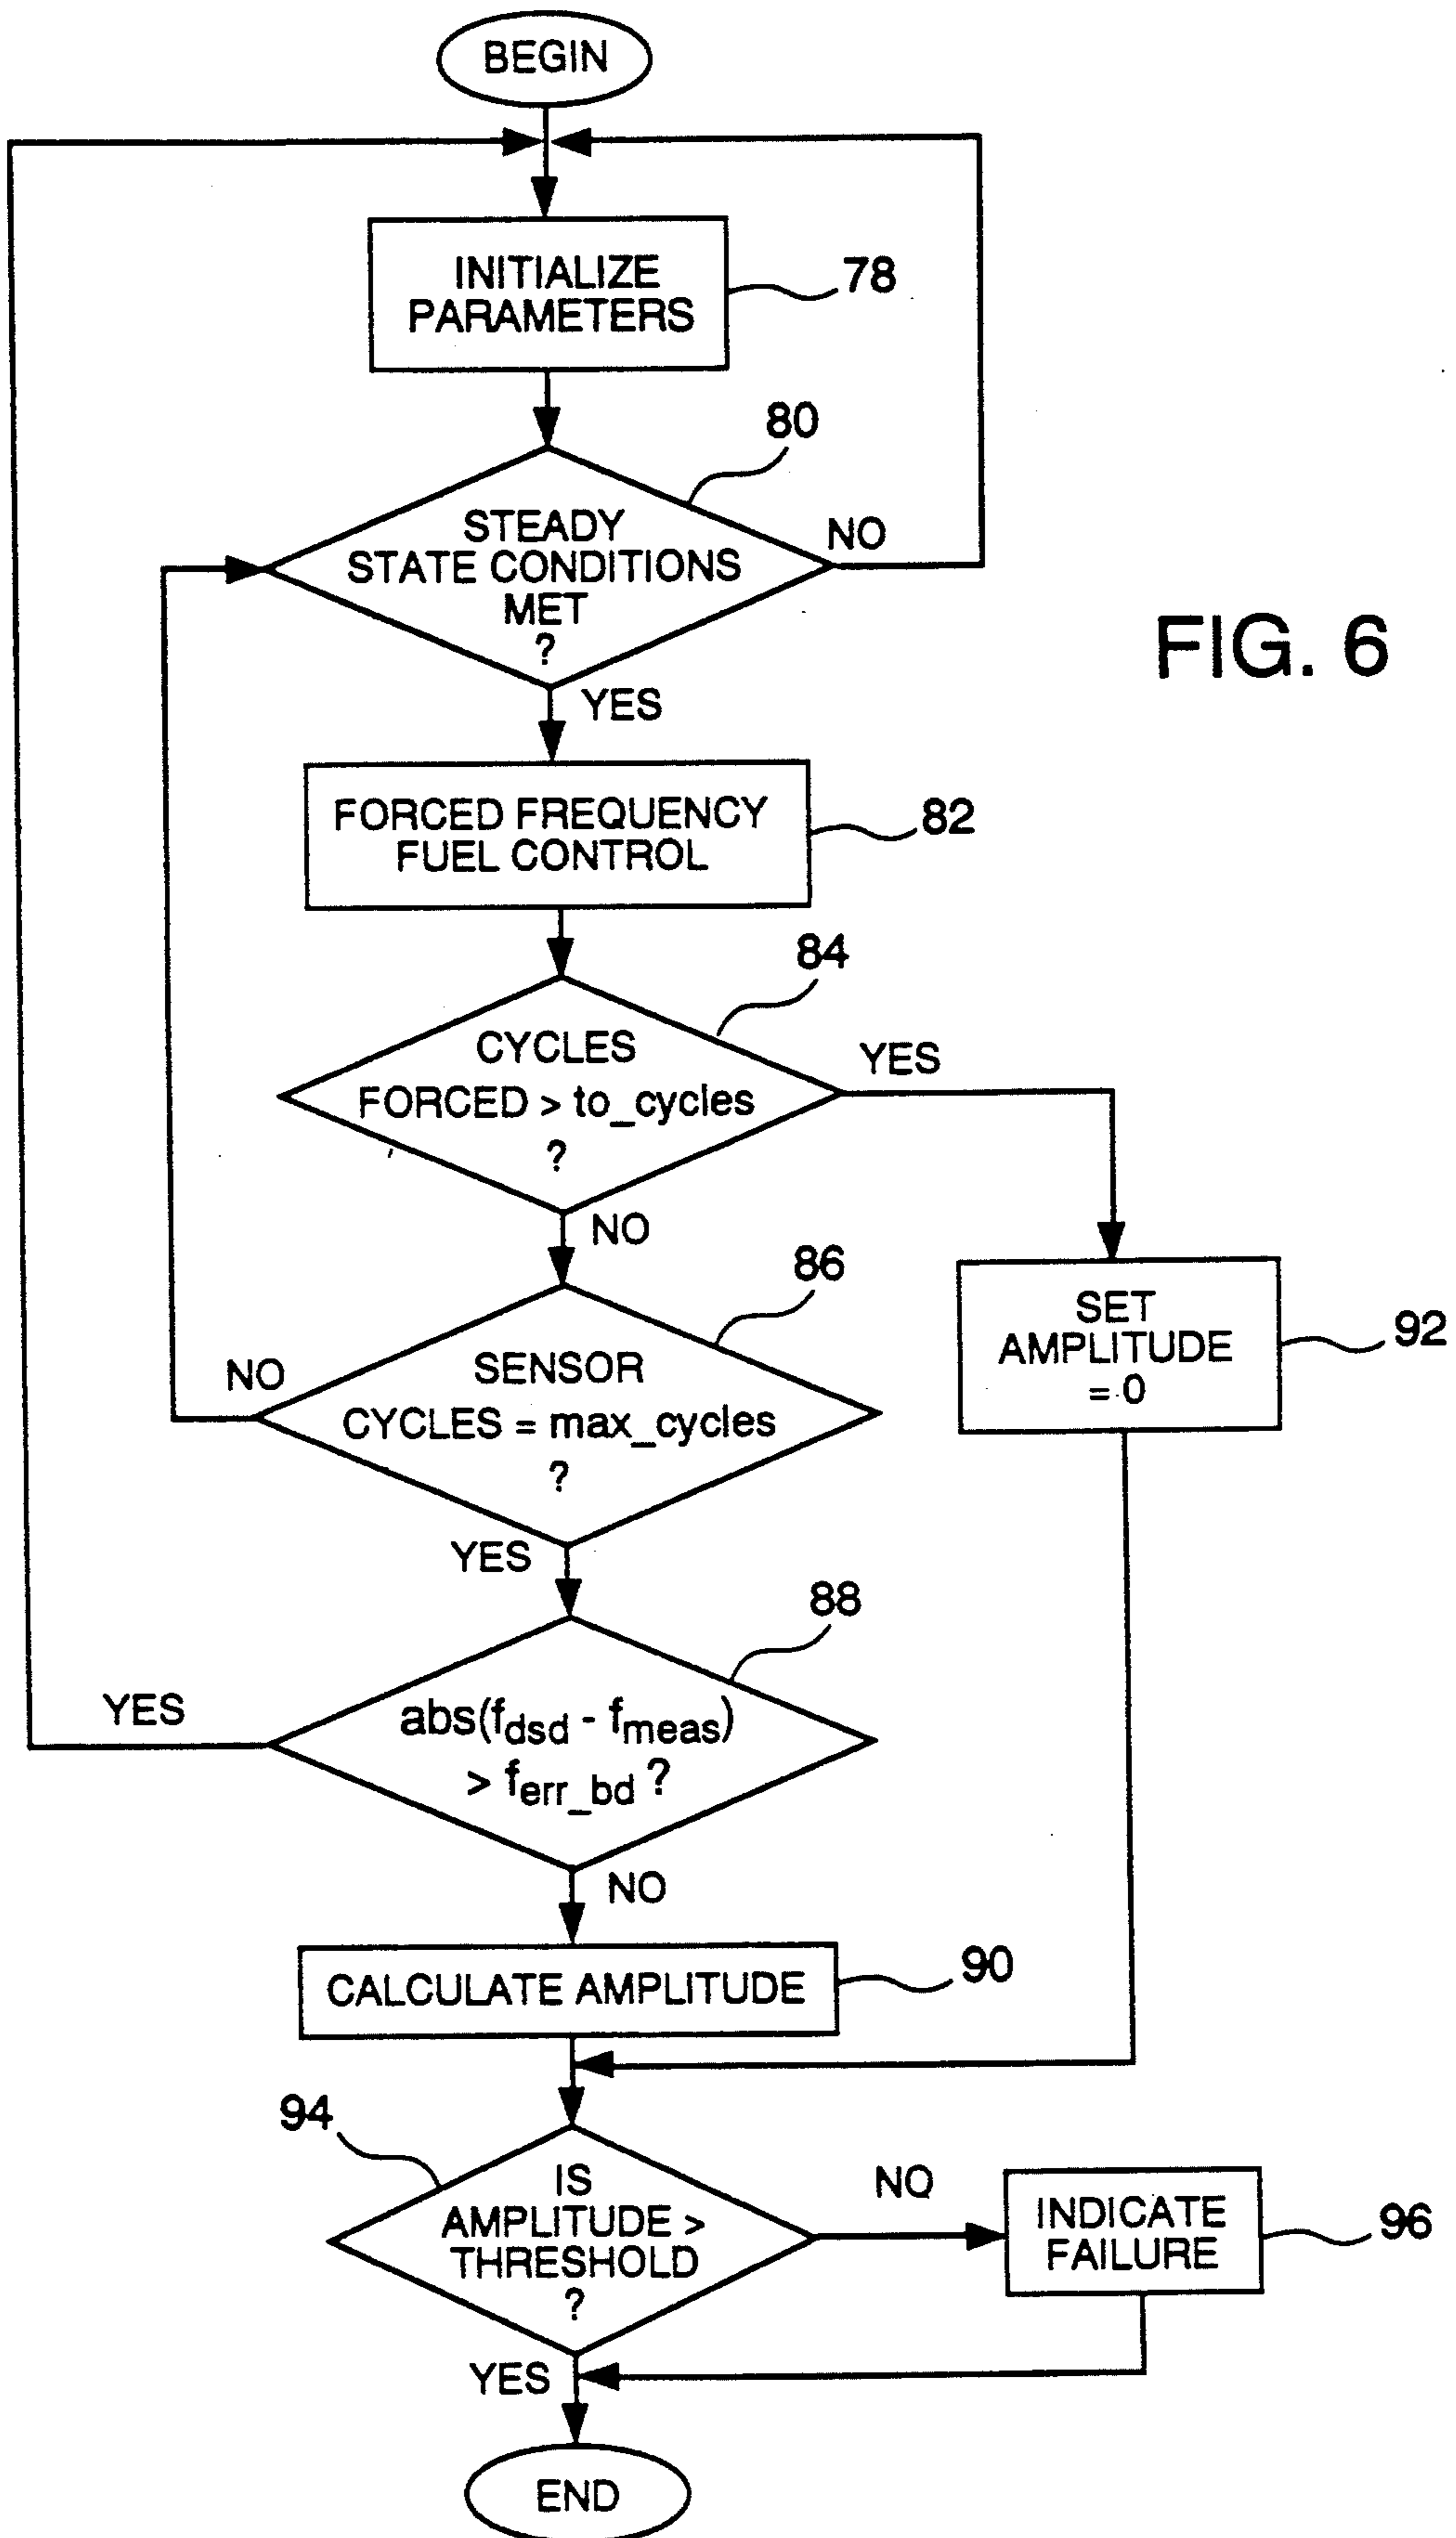 BEGIN
INITIALIZE
PARAMETERS
78
80
STEADY
STATE CONDITIONS
MET
?
NO
YES
FIG. 6
FORCED FREQUENCY
FUEL CONTROL
82
84
CYCLES
FORCED > to_cycles
?
YES
NO
86
SENSOR
CYCLES = max_cycles
?
NO
YES
SET
AMPLITUDE
= 0
92
88
abs(fdsd - fmeas)
> ferr_bd ?
YES
NO
CALCULATE AMPLITUDE
90
94
IS
AMPLITUDE >
THRESHOLD
?
NO
YES
INDICATE
FAILURE
96
END